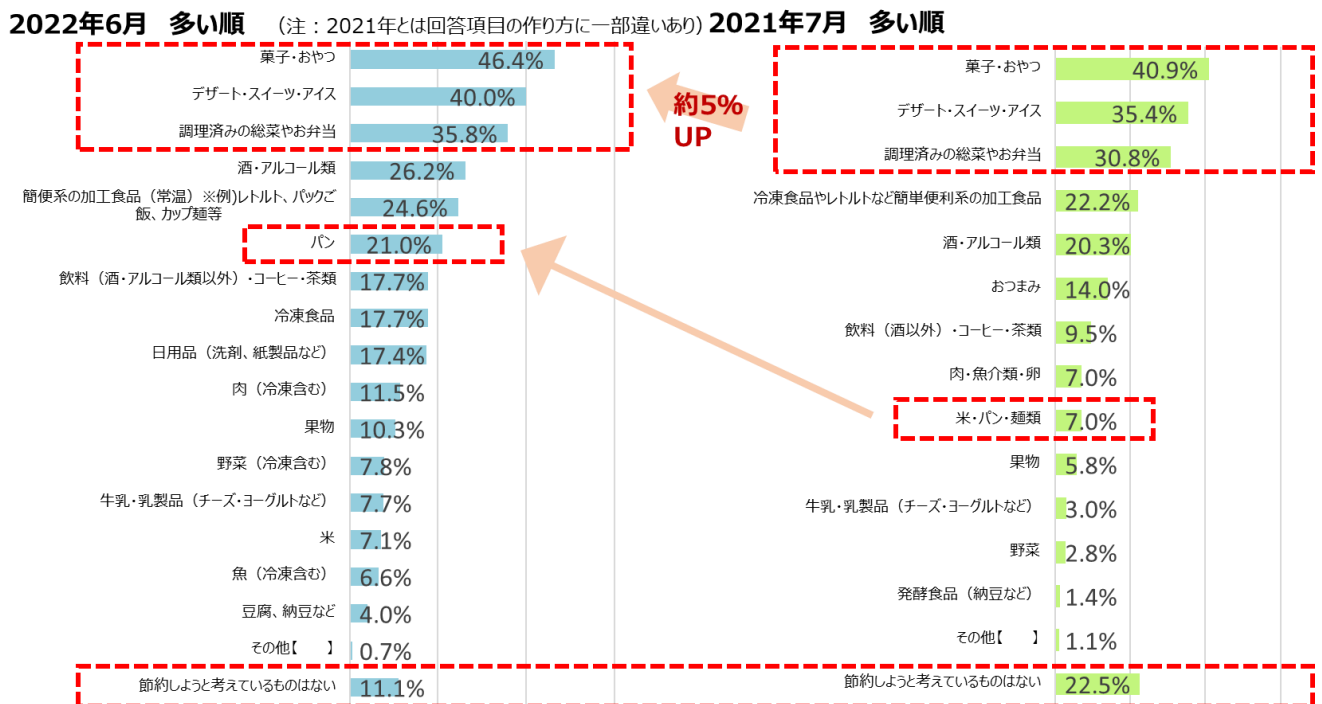 2022年6月 多い順 (注：2021年とは回答項目の作り方に一部違いあり) 2021年7月 多い順
菓子・おやつ 46.4%
デザート・スイーツ・アイス 40.0%
調理済みの総菜やお弁当 35.8%
酒・アルコール類 26.2%
簡便系の加工食品（常温）※例)レトルト、パックご
飯、カップ麺等 24.6%
パン 21.0%
飲料（酒・アルコール類以外）・コーヒー・茶類 17.7%
冷凍食品 17.7%
日用品（洗剤、紙製品など） 17.4%
肉（冷凍含む） 11.5%
果物 10.3%
野菜（冷凍含む） 7.8%
牛乳・乳製品（チーズ・ヨーグルトなど） 7.7%
米 7.1%
魚（冷凍含む） 6.6%
豆腐、納豆など 4.0%
その他【　　】 0.7%
節約しようと考えているものはない 11.1%
約5%
UP
菓子・おやつ 40.9%
デザート・スイーツ・アイス 35.4%
調理済みの総菜やお弁当 30.8%
冷凍食品やレトルトなど簡単便利系の加工食品 22.2%
酒・アルコール類 20.3%
おつまみ 14.0%
飲料（酒以外）・コーヒー・茶類 9.5%
肉・魚介類・卵 7.0%
米・パン・麺類 7.0%
果物 5.8%
牛乳・乳製品（チーズ・ヨーグルトなど） 3.0%
野菜 2.8%
発酵食品（納豆など） 1.4%
その他【　　】 1.1%
節約しようと考えているものはない 22.5%